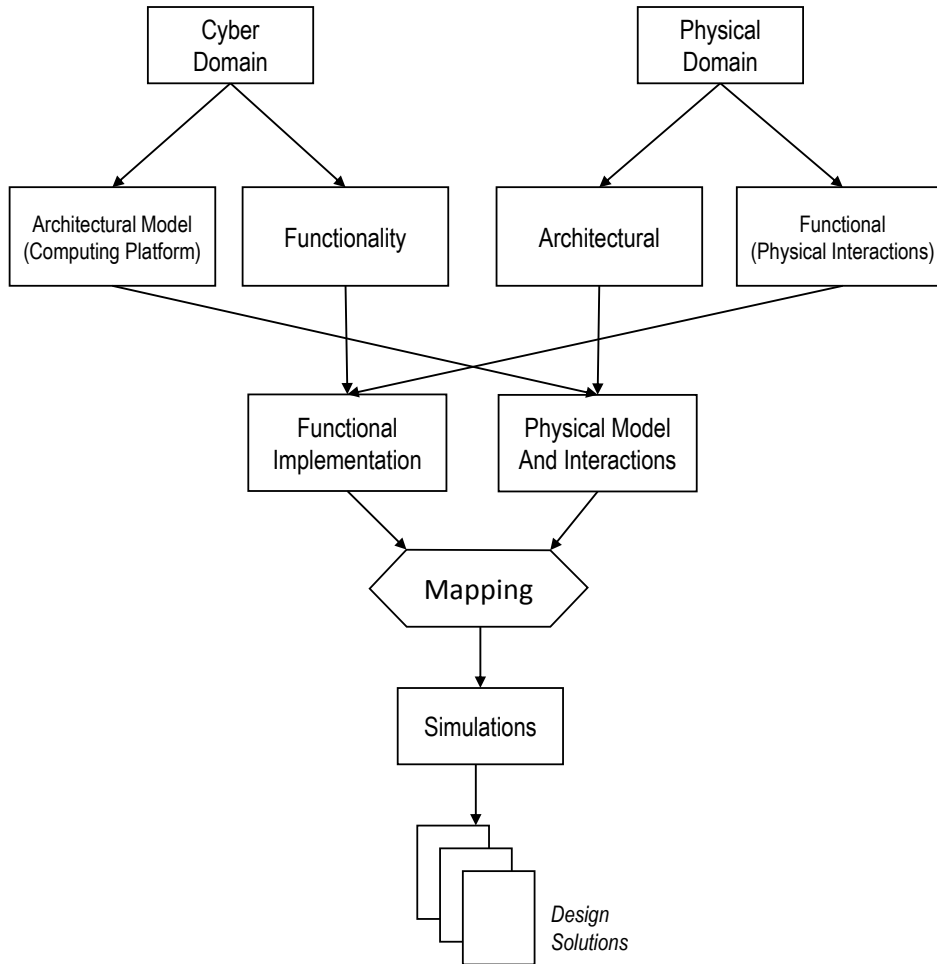 Cyber
Domain
Physical
Domain
Architectural Model
(Computing Platform)
Functionality
Architectural
Functional
(Physical Interactions)
Functional
Implementation
Physical Model
And Interactions
Mapping
Simulations
Design
Solutions